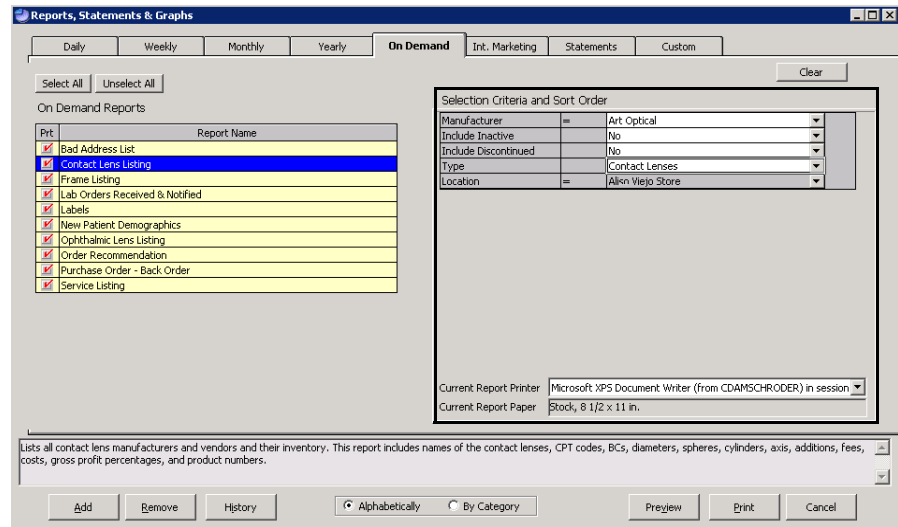 Reports, Statements & Graphs
Daily Weekly Monthly Yearly On Demand Int. Marketing Statements Custom
Select All Unselect All Clear
On Demand Reports
Prt Report Name
Bad Address List
Contact Lens Listing
Frame Listing
Lab Orders Received & Notified
Labels
New Patient Demographics
Ophthalmic Lens Listing
Order Recommendation
Purchase Order - Back Order
Service Listing
Selection Criteria and Sort Order
Manufacturer = Art Optical
Include Inactive No
Include Discontinued No
Type Contact Lenses
Location = Viejo Store
Current Report Printer Microsoft XPS Document Writer (from CDAMSCHRODER) in session
Current Report Paper Stock, 8 1/2 x 11 in.
Lists all contact lens manufacturers and vendors and their inventory. This report includes names of the contact lenses, CPT codes, BCs, diameters, spheres, cylinders, axis, additions, fees,
costs, gross profit percentages, and product numbers.
Add Remove History Alphabetically By Category Preview Print Cancel